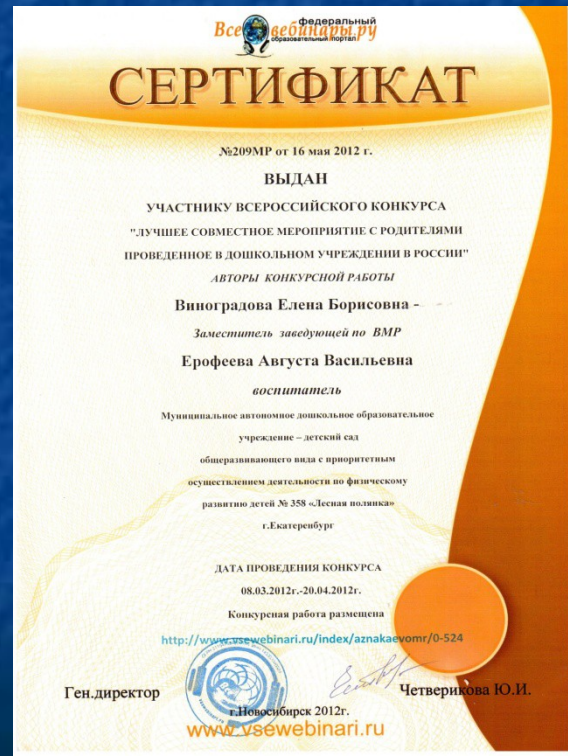 федеральный
Все вебинары.ру
образовательный портал
СЕРТИФИКАТ
№209МР от 16 мая 2012 г.
ВЫДАН
УЧАСТНИКУ ВСЕРОССИЙСКОГО КОНКУРСА
"ЛУЧШЕЕ СОВМЕСТНОЕ МЕРОПРИЯТИЕ С РОДИТЕЛЯМИ
ПРОВЕДЕННОЕ В ДОШКОЛЬНОМ УЧРЕЖДЕНИИ В РОССИИ"
АВТОРЫ КОНКУРСНОЙ РАБОТЫ
Виноградова Елена Борисовна -
Заместитель заведующей по ВМР
Ерофеева Августа Васильевна
воспитатель
Муниципальное автономное дошкольное образовательное
учреждение – детский сад
общеразвивающего вида с приоритетным
осуществлением деятельности по физическому
развитию детей № 358 «Лесная полянка»
г.Екатеренбург
ДАТА ПРОВЕДЕНИЯ КОНКУРСА
08.03.2012г.-20.04.2012г.
Конкурсная работа размещена
http://www.vsewebinari.ru/index/aznakaevomr/0-524
Ген.директор
Четверикова Ю.И.
г.Новосибирск 2012г.
www.vsewebinari.ru